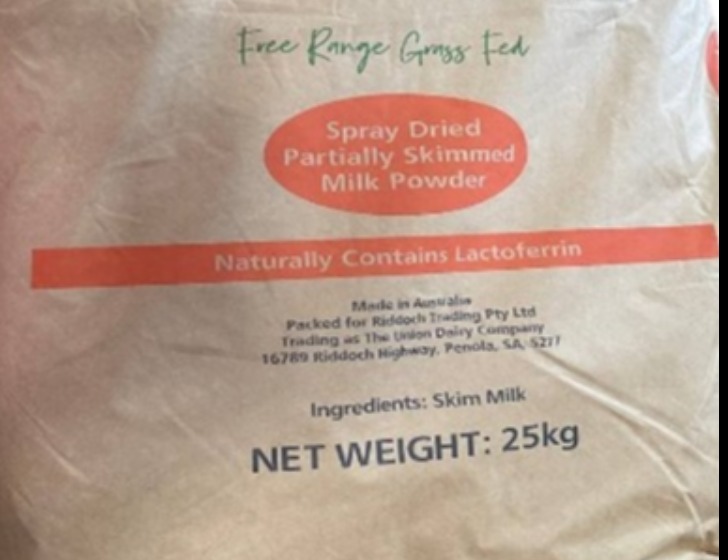 Free Range Grass Fed
Spray Dried
Partially Skimmed
Milk Powder
Naturally Contains Lactoferrin
Made in Australia
Packed for Riddoch Trading Pty Ltd
Trading as The Union Dairy Company
16789 Riddoch Highway, Penola, SA, 5277
Ingredients: Skim Milk
NET WEIGHT: 25kg